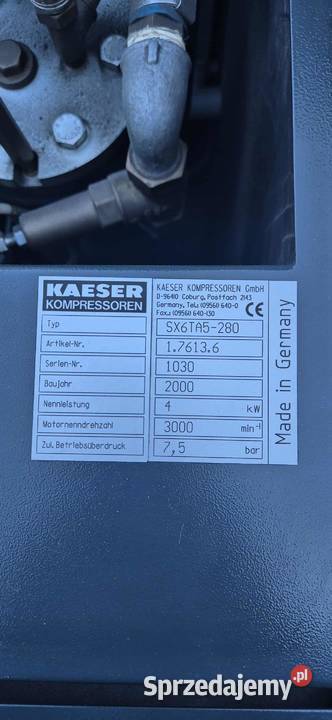 KAESER
KOMPRESSOREN
KAESER KOMPRESSOREN GmbH
D-9640 Coburg, Postfach 2143
Germany, Tel.: (09561) 640-0
Fax.: (09561) 640-130
CE
Typ SX6TA5-280
Artikel-Nr. 1.7613.6
Serien-Nr. 1030
Baujahr 2000
Nennleistung 4 kW
Motornenndrehzahl 3000 min⁻¹
Zul. Betriebsüberdruck 7,5 bar
Made in Germany
Sprzedajemy.pl